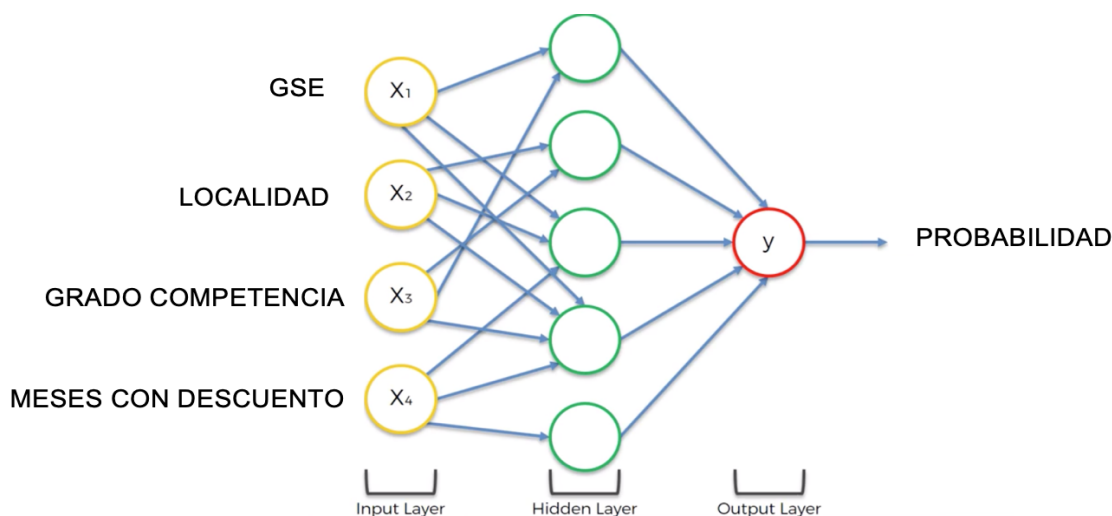 GSE
X₁
LOCALIDAD
X₂
GRADO COMPETENCIA
X₃
MESES CON DESCUENTO
X₄
y
PROBABILIDAD
Input Layer
Hidden Layer
Output Layer